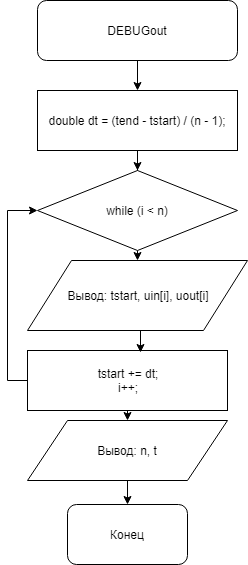 DEBUGout
double dt = (tend - tstart) / (n - 1);
while (i < n)
Вывод: tstart, uin[i], uout[i]
tstart += dt;
i++;
Вывод: n, t
Конец